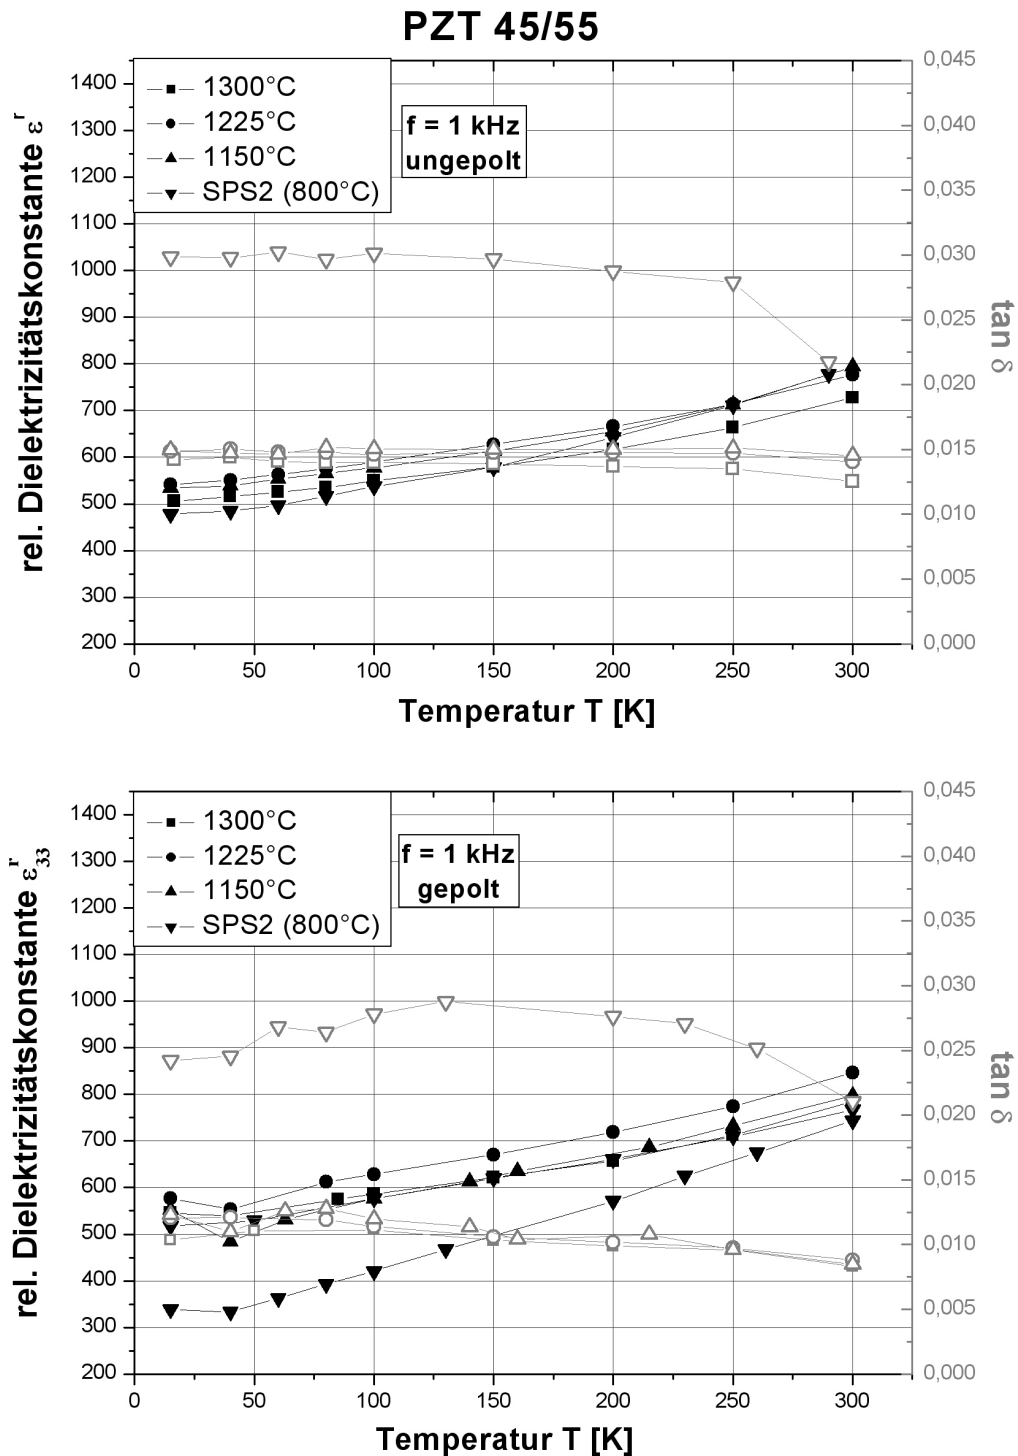 PZT 45/55
rel. Dielektrizitätskonstante εʳ
1400
1300
1200
1100
1000
900
800
700
600
500
400
300
200
1300°C
1225°C
1150°C
SPS2 (800°C)
f = 1 kHz
ungepolt
0,045
0,040
0,035
0,030
0,025
0,020
0,015
0,010
0,005
0,000
tan δ
0 50 100 150 200 250 300
Temperatur T [K]
rel. Dielektrizitätskonstante ε₃₃ʳ
1400
1300
1200
1100
1000
900
800
700
600
500
400
300
200
1300°C
1225°C
1150°C
SPS2 (800°C)
f = 1 kHz
gepolt
0,045
0,040
0,035
0,030
0,025
0,020
0,015
0,010
0,005
0,000
tan δ
0 50 100 150 200 250 300
Temperatur T [K]